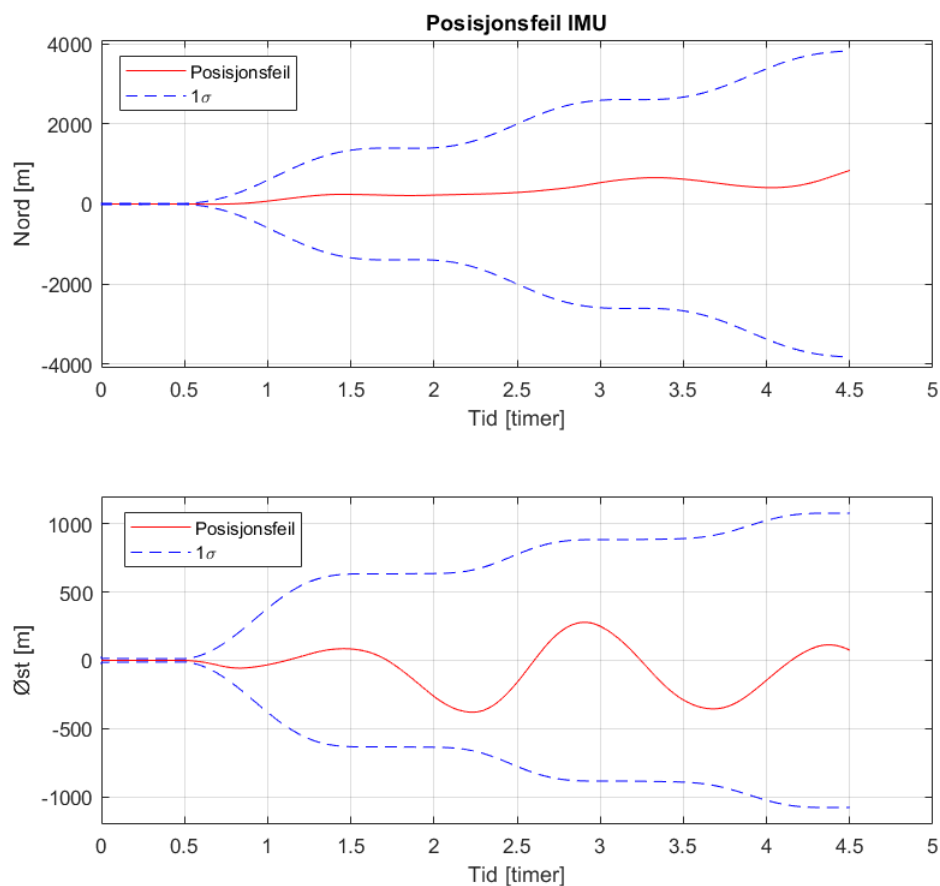 Posisjonsfeil IMU
4000
2000
0
-2000
-4000
Nord [m]
Posisjonsfeil
1σ
0 0.5 1 1.5 2 2.5 3 3.5 4 4.5 5
Tid [timer]
1000
500
0
-500
-1000
Øst [m]
Posisjonsfeil
1σ
0 0.5 1 1.5 2 2.5 3 3.5 4 4.5 5
Tid [timer]